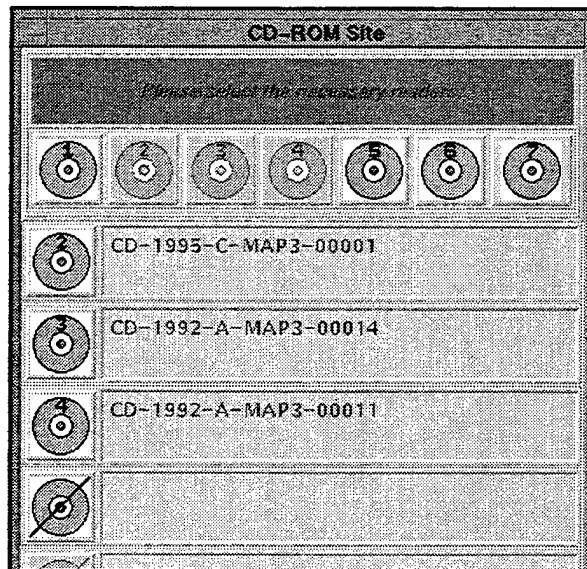 CD-ROM Site
Please select the necessary readers
1 2 3 4 5 6 7
2 CD-1995-C-MAP3-00001
3 CD-1992-A-MAP3-00014
4 CD-1992-A-MAP3-00011